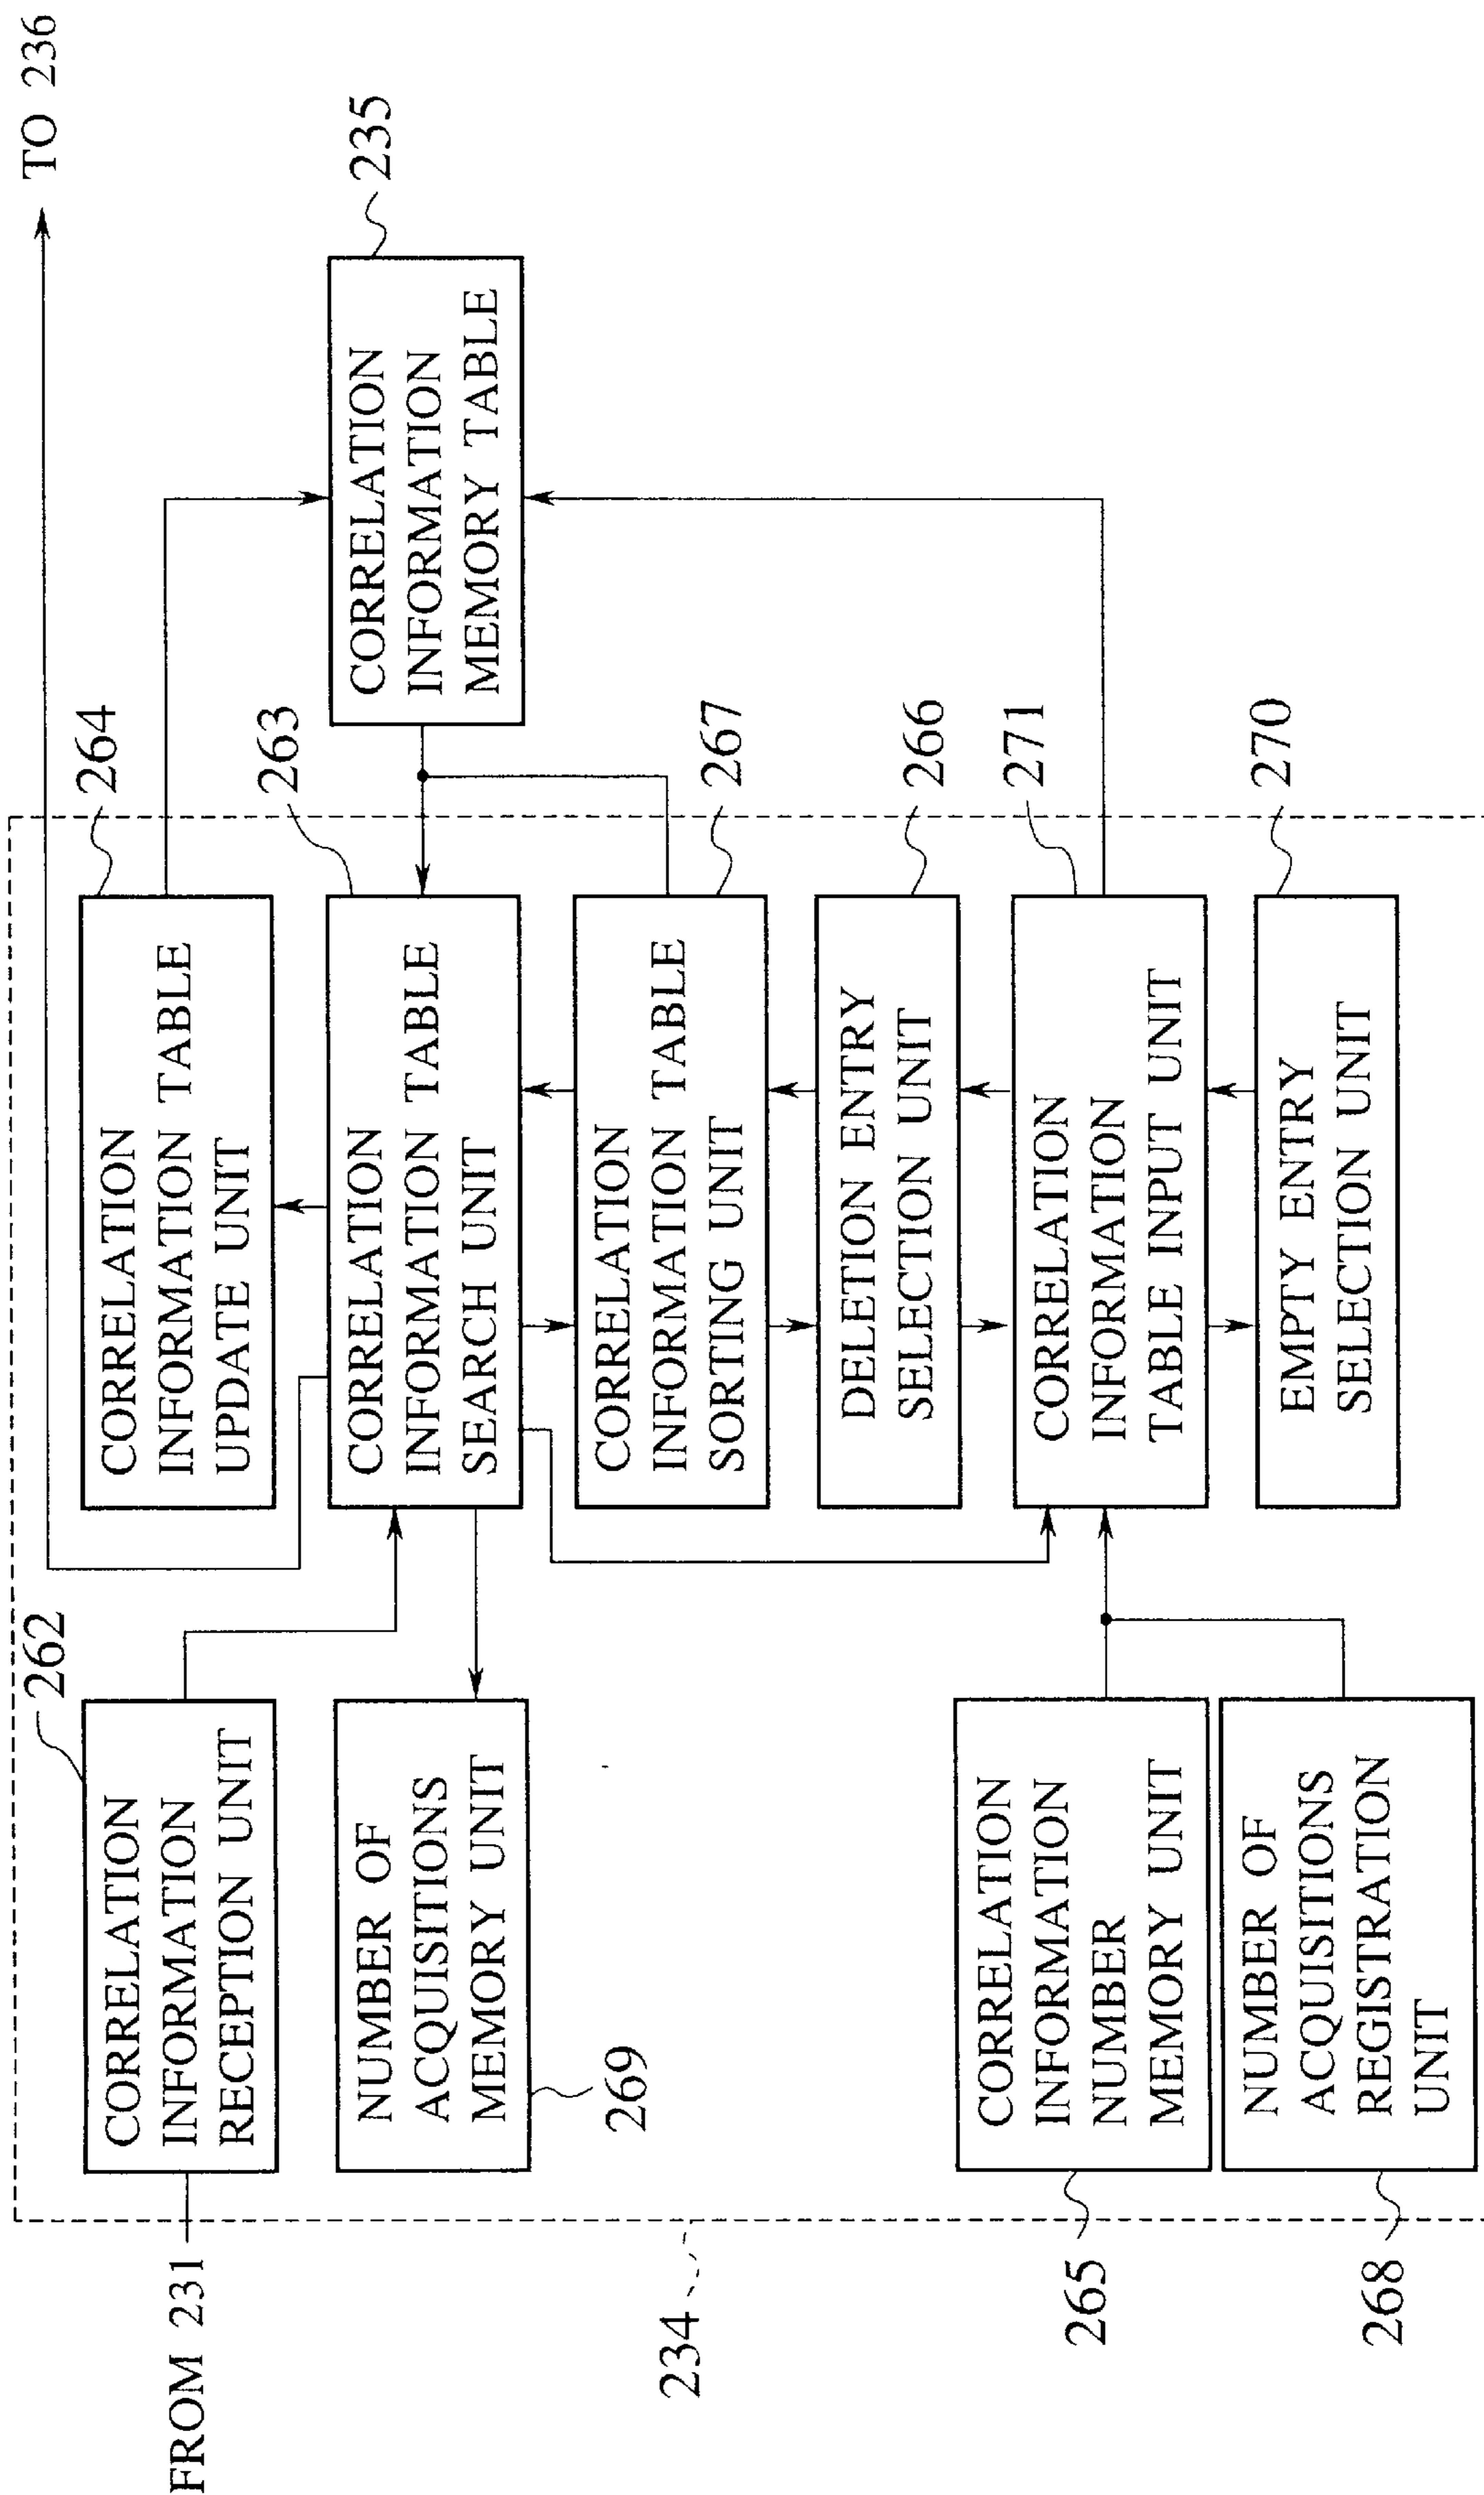 FROM 231
262
CORRELATION
INFORMATION
RECEPTION UNIT
NUMBER OF
ACQUISITIONS
MEMORY UNIT
269
234
CORRELATION
INFORMATION
NUMBER
MEMORY UNIT
265
NUMBER OF
ACQUISITIONS
REGISTRATION
UNIT
268
CORRELATION
INFORMATION TABLE
UPDATE UNIT
264
CORRELATION
INFORMATION TABLE
SEARCH UNIT
263
CORRELATION
INFORMATION TABLE
SORTING UNIT
267
DELETION ENTRY
SELECTION UNIT
266
CORRELATION
INFORMATION
TABLE INPUT UNIT
271
EMPTY ENTRY
SELECTION UNIT
270
TO 236
CORRELATION
INFORMATION
MEMORY TABLE
235